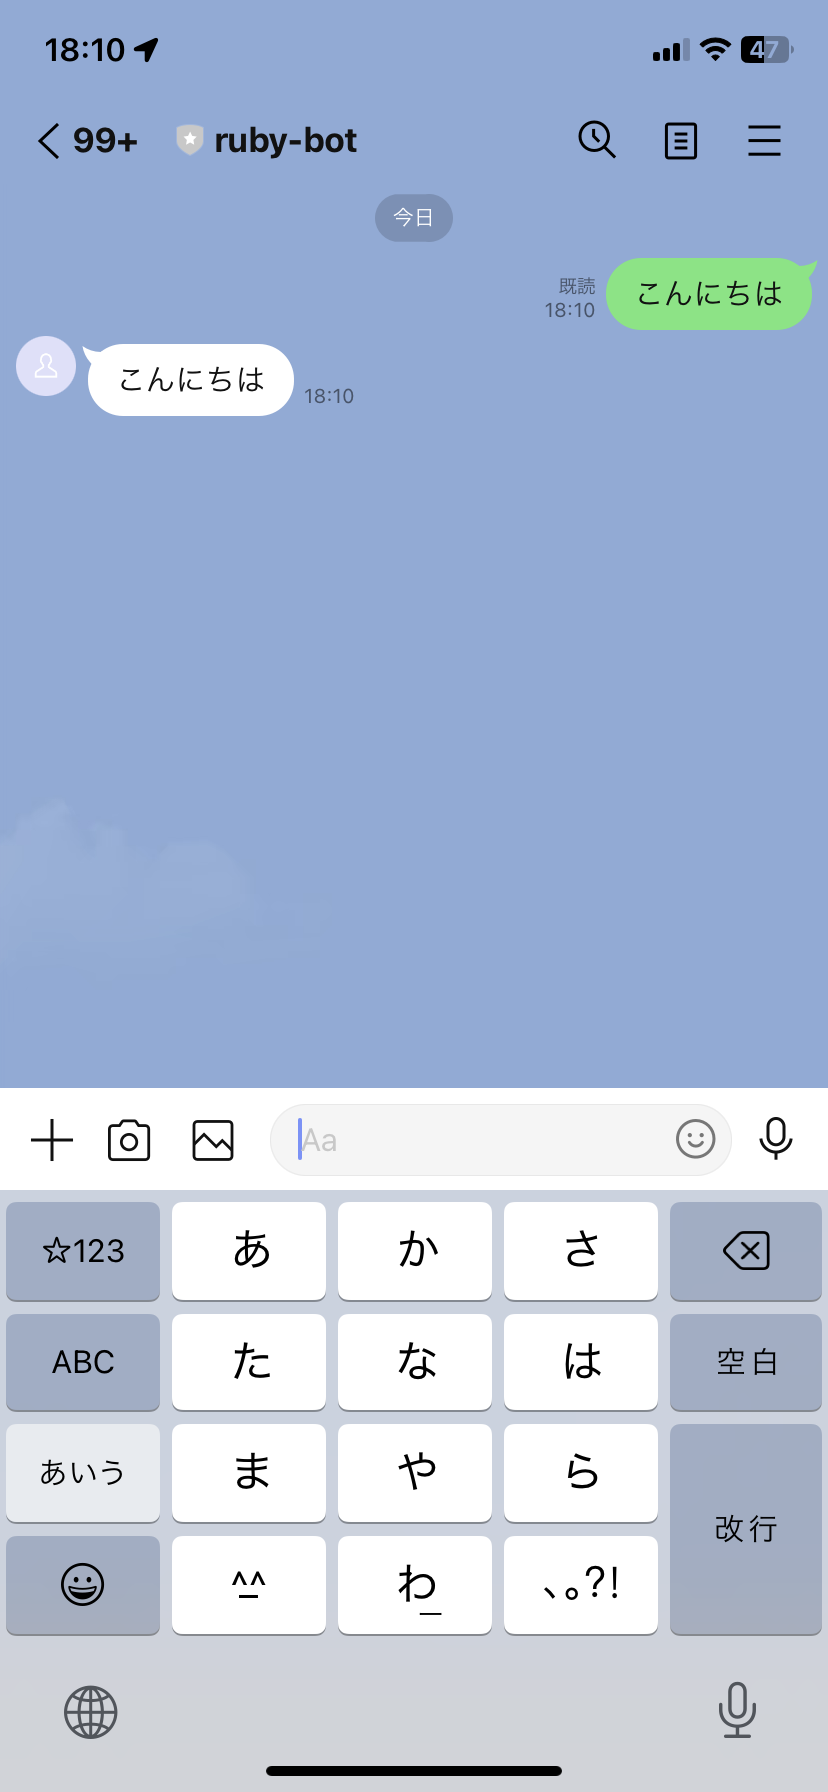 18:10
47
99+ ruby-bot
今日
既読
18:10
こんにちは
こんにちは
18:10
Aa
☆123 あ か さ
ABC た な は 空白
あいう ま や ら
改行
^^ わ 、。?!